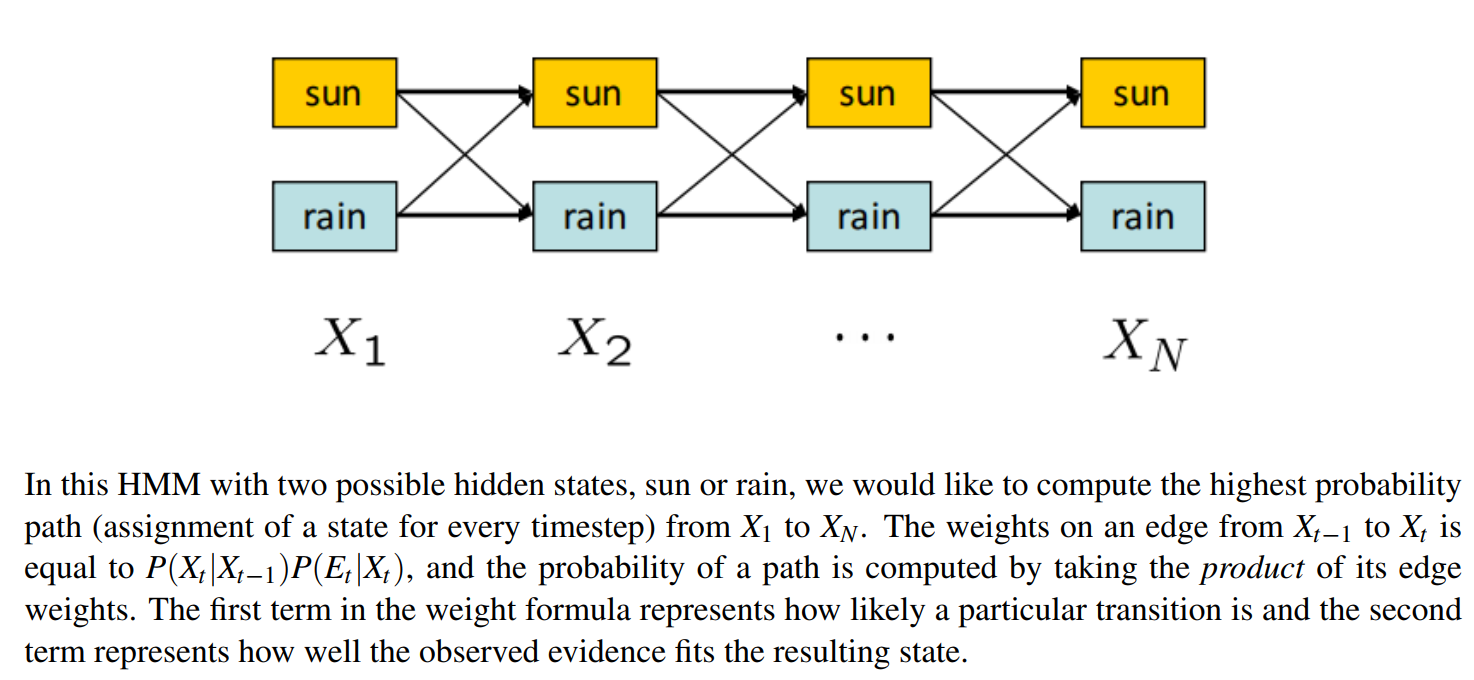 sun sun sun sun
rain rain rain rain
X_1 X_2 ... X_N
In this HMM with two possible hidden states, sun or rain, we would like to compute the highest probability
path (assignment of a state for every timestep) from X_1 to X_N. The weights on an edge from X_{t−1} to X_t is
equal to P(X_t|X_{t−1})P(E_t|X_t), and the probability of a path is computed by taking the product of its edge
weights. The first term in the weight formula represents how likely a particular transition is and the second
term represents how well the observed evidence fits the resulting state.